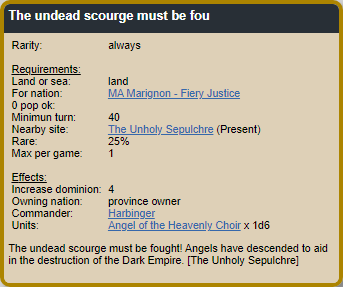 The undead scourge must be fou
Rarity: always
Requirements:
Land or sea: land
For nation: MA Marignon - Fiery Justice
0 pop ok:
Minimun turn: 40
Nearby site: The Unholy Sepulchre (Present)
Rare: 25%
Max per game: 1
Effects:
Increase dominion: 4
Owning nation: province owner
Commander: Harbinger
Units: Angel of the Heavenly Choir x 1d6
The undead scourge must be fought! Angels have descended to aid
in the destruction of the Dark Empire. [The Unholy Sepulchre]